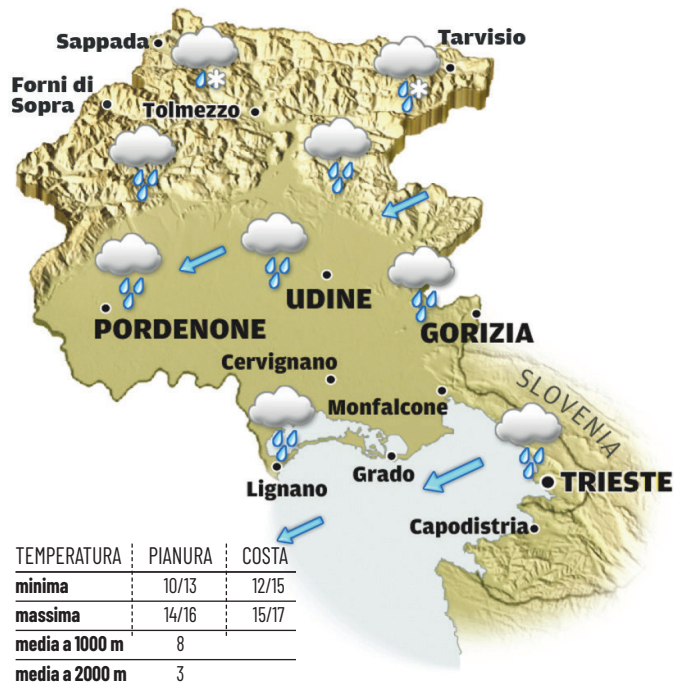 Sappada
Tarvisio
Forni di
Sopra
Tolmezzo
UDINE
PORDENONE
GORIZIA
Cervignano
SLOVENIA
Monfalcone
Grado
Lignano
TRIESTE
Capodistria
TEMPERATURA PIANURA COSTA
minima 10/13 12/15
massima 14/16 15/17
media a 1000 m 8
media a 2000 m 3